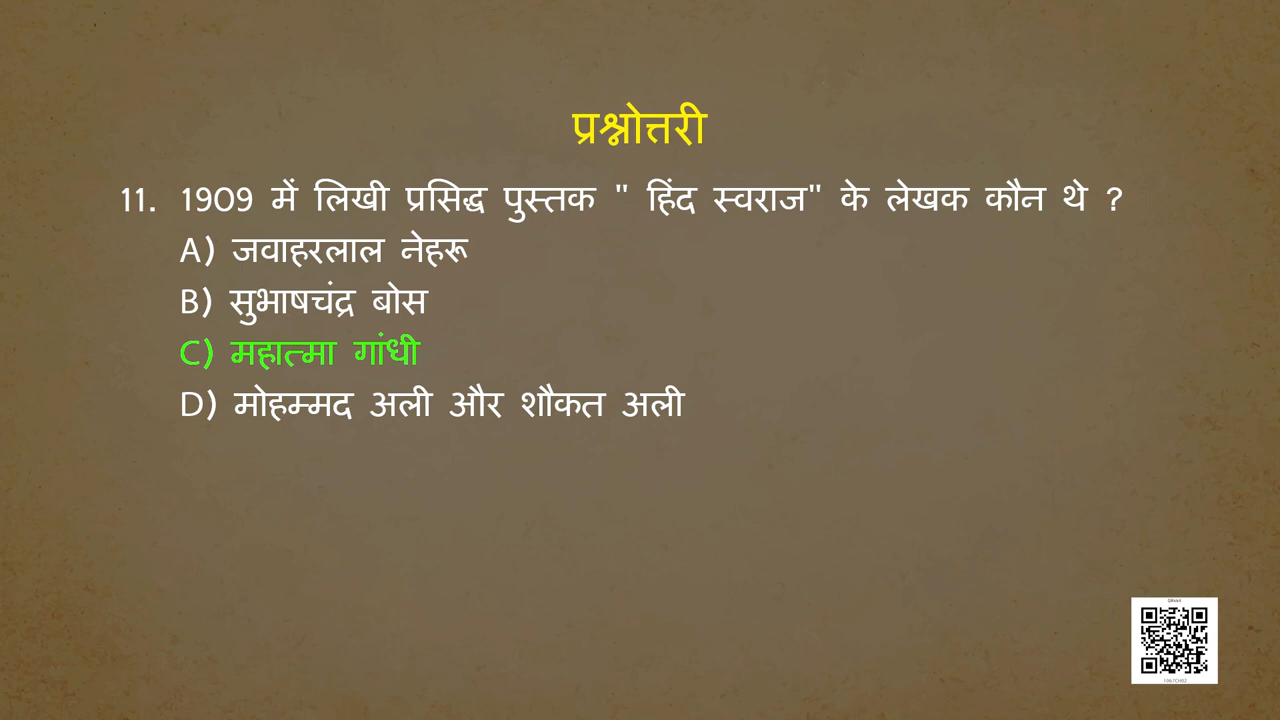 प्रश्नोत्तरी
11. 1909 में लिखी प्रसिद्ध पुस्तक " हिंद स्वराज" के लेखक कौन थे ?
A) जवाहरलाल नेहरू
B) सुभाषचंद्र बोस
C) महात्मा गांधी
D) मोहम्मद अली और शौकत अली